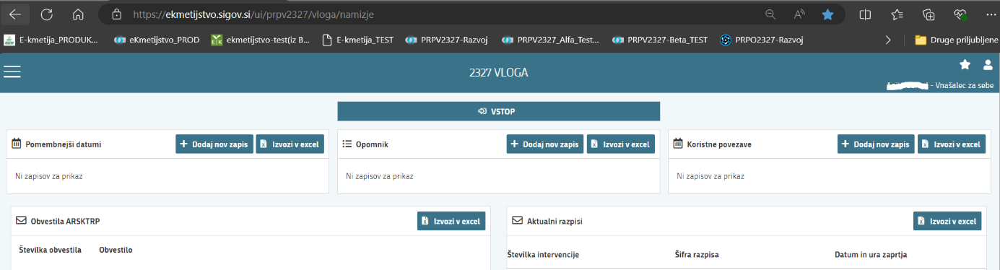 https://ekmetijstvo.sigov.si/ui/prpv2327/vloga/namizje
E-kmetija_PRODUK... eKmetijstvo_PROD ekmetijstvo-test(iz B... E-kmetija_TEST PRPV2327-Razvoj PRPV2327_Alfa_Test... PRPV2327-Beta_TEST PRPO2327-Razvoj Druge priljubljene
2327 VLOGA
- Vnašalec za sebe
VSTOP
Pomembnejši datumi + Dodaj nov zapis Izvozi v excel
Opomnik + Dodaj nov zapis Izvozi v excel
Koristne povezave + Dodaj nov zapis Izvozi v excel
Ni zapisov za prikaz
Ni zapisov za prikaz
Ni zapisov za prikaz
Obvestila ARSKTRP Izvozi v excel
Številka obvestila Obvestilo
Aktualni razpisi Izvozi v excel
Številka intervencije Šifra razpisa Datum in ura zaprtja